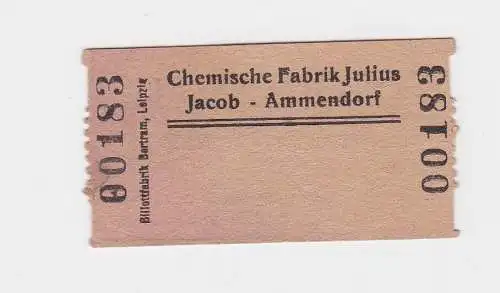 00183
Billettfabrik Bertram, Leipzig
Chemische Fabrik Julius
Jacob - Ammendorf
00183